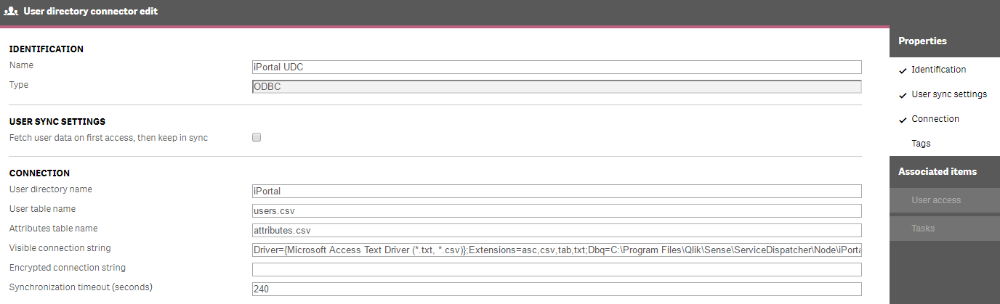 User directory connector edit
IDENTIFICATION
Name
iPortal UDC
Type
ODBC
USER SYNC SETTINGS
Fetch user data on first access, then keep in sync
CONNECTION
User directory name
iPortal
User table name
users.csv
Attributes table name
attributes.csv
Visible connection string
Driver={Microsoft Access Text Driver (*.txt, *.csv)};Extensions=asc,csv,tab,txt;Dbq=C:\Program Files\Qlik\Sense\ServiceDispatcher\Node\iPorta
Encrypted connection string
Synchronization timeout (seconds)
240
Properties
Identification
User sync settings
Connection
Tags
Associated items
User access
Tasks